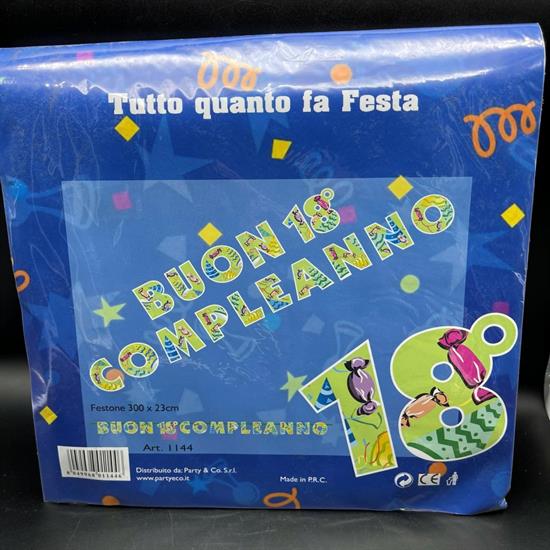 Tutto quanto fa Festa
BUON 18°
COMPLEANNO
18°
Festone 300 x 23cm
BUON 18° COMPLEANNO
Art. 1144
Distribuito da: Party & Co. S.r.l.
www.partyeco.it
Made in P.R.C.
CE